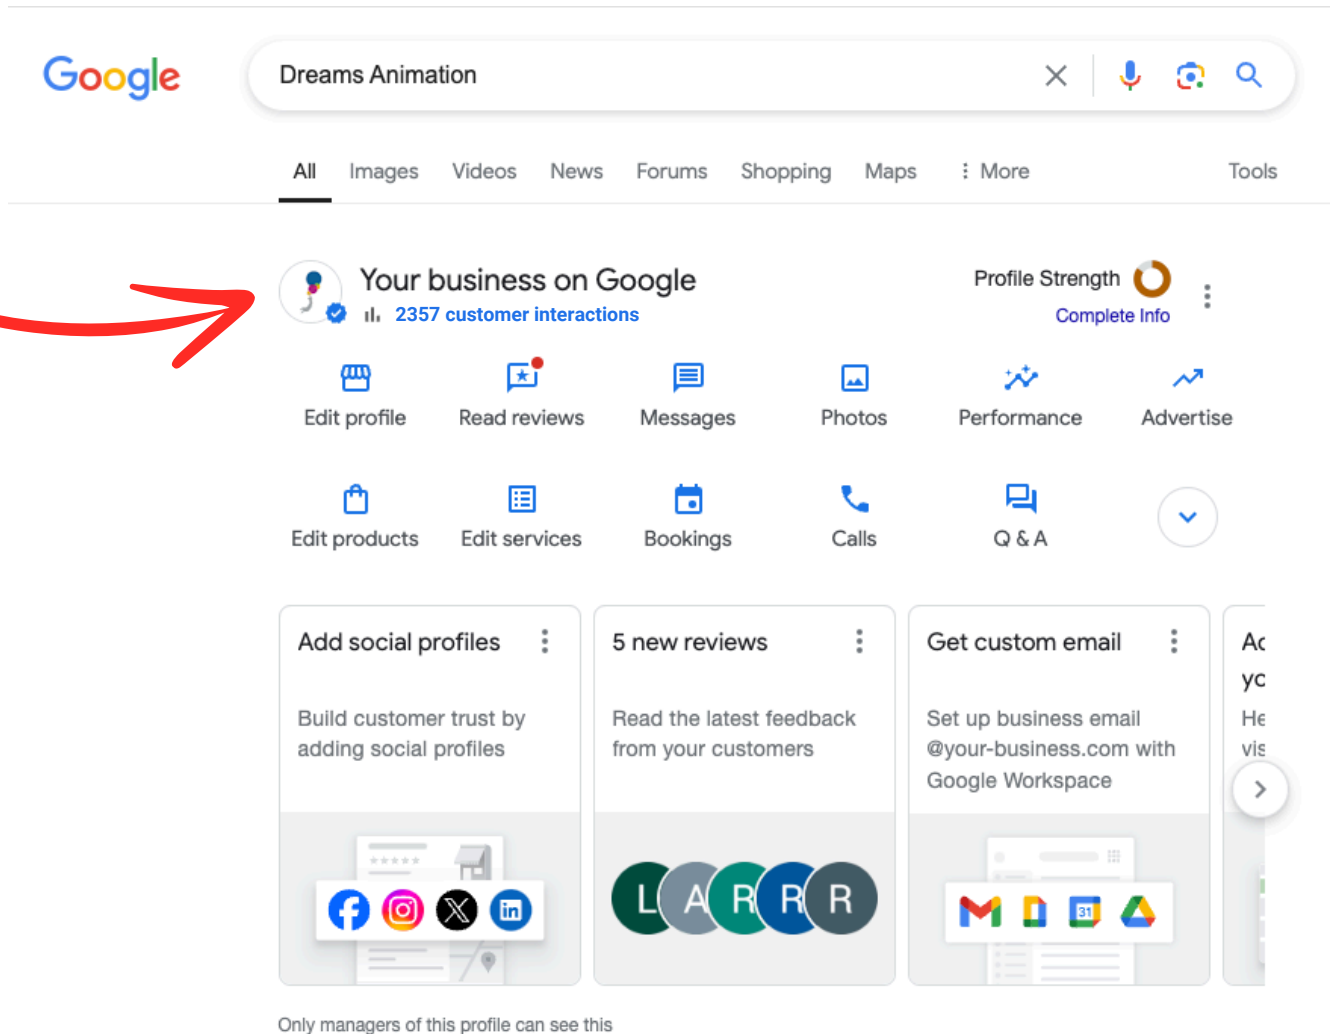 Google
Dreams Animation
All Images Videos News Forums Shopping Maps More Tools
Your business on Google
2357 customer interactions
Profile Strength
Complete Info
Edit profile Read reviews Messages Photos Performance Advertise
Edit products Edit services Bookings Calls Q & A
Add social profiles
Build customer trust by
adding social profiles
5 new reviews
Read the latest feedback
from your customers
L A R R R
Get custom email
Set up business email
@your-business.com with
Google Workspace
31
Only managers of this profile can see this